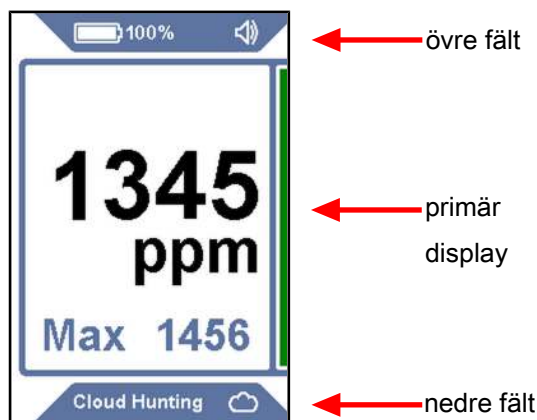 100%
övre fält
1345
ppm
primär
display
Max 1456
Cloud Hunting
nedre fält